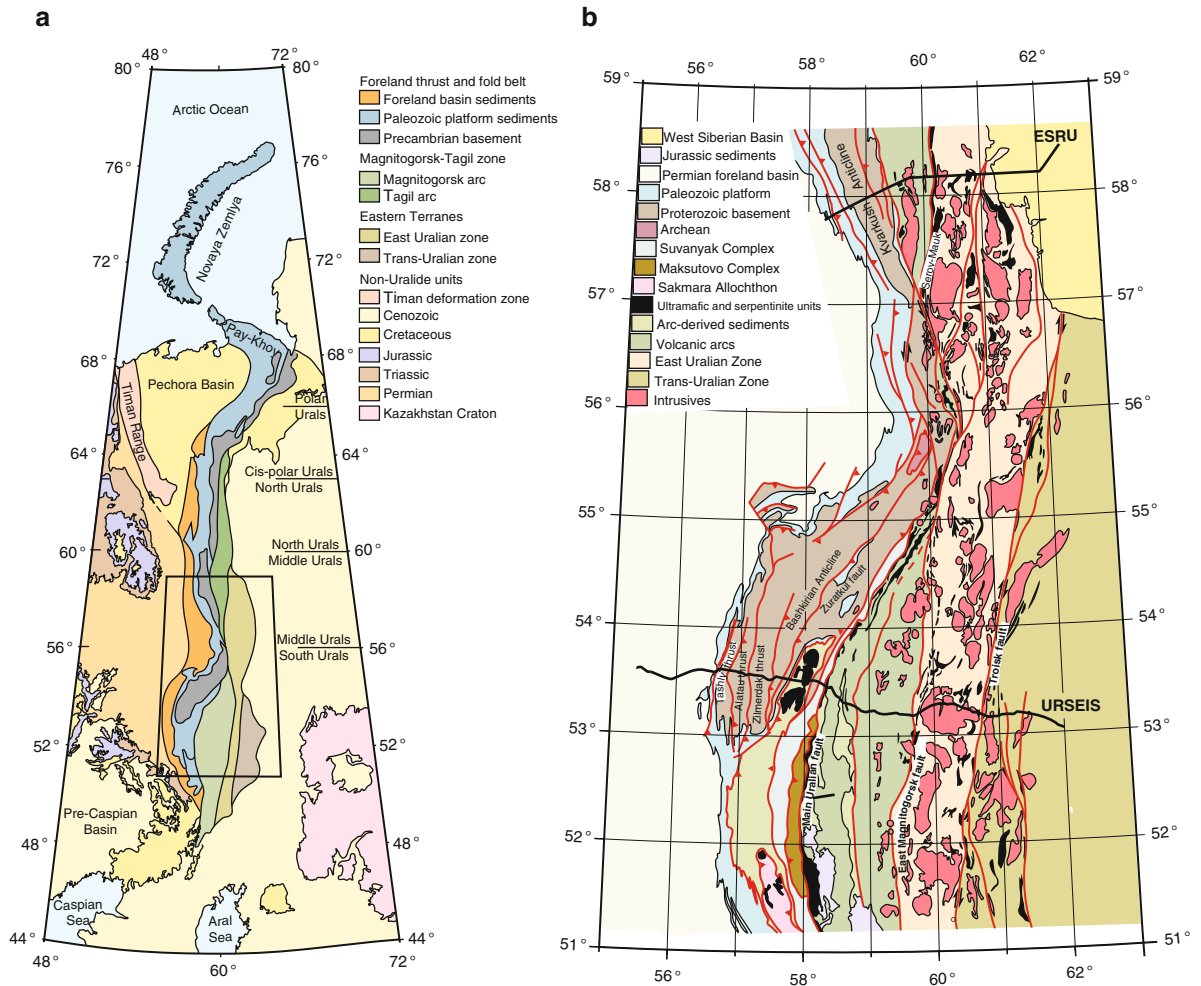 a
48°
72°
80°
80°
Arctic Ocean
76°
76°
Novaya Zemlya
72°
72°
Pay-Khoy
68°
68°
Pechora Basin
Timan Range
Polar
Urals
64°
64°
Cis-polar Urals
North Urals
60°
North Urals
60°
Middle Urals
56°
Middle Urals
56°
South Urals
52°
52°
Pre-Caspian
Basin
48°
48°
Caspian
Sea
Aral
Sea
44°
44°
48°
60°
72°
Foreland thrust and fold belt
Foreland basin sediments
Paleozoic platform sediments
Precambrian basement
Magnitogorsk-Tagil zone
Magnitogorsk arc
Tagil arc
Eastern Terranes
East Uralian zone
Trans-Uralian zone
Non-Uralide units
Timan deformation zone
Cenozoic
Cretaceous
Jurassic
Triassic
Permian
Kazakhstan Craton
b
56°
58°
60°
62°
59°
59°
West Siberian Basin
Jurassic sediments
Permian foreland basin
Paleozoic platform
Proterozoic basement
Archean
Suvanyak Complex
Maksutovo Complex
Sakmara Allochthon
Ultramafic and serpentinite units
Arc-derived sediments
Volcanic arcs
East Uralian Zone
Trans-Uralian Zone
Intrusives
ESRU
58°
58°
Kvarkush Anticline
Serov-Mauk
57°
57°
56°
56°
55°
55°
Bashkirian Anticline
Zuratkul fault
54°
54°
Tashly thrust
Alatau thrust
Zilmerdak thrust
Troisk fault
URSEIS
53°
53°
zMain Uralian fault
East Magnitogorsk fault
52°
52°
51°
51°
56°
58°
60°
62°